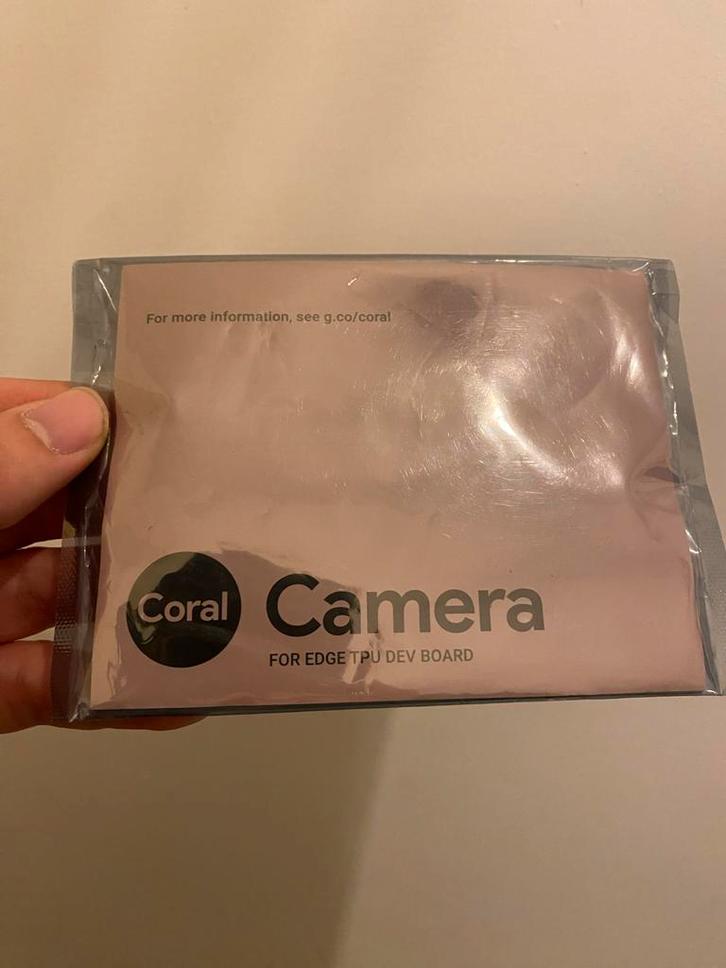 For more information, see g.co/coral
Coral Camera
FOR EDGE TPU DEV BOARD